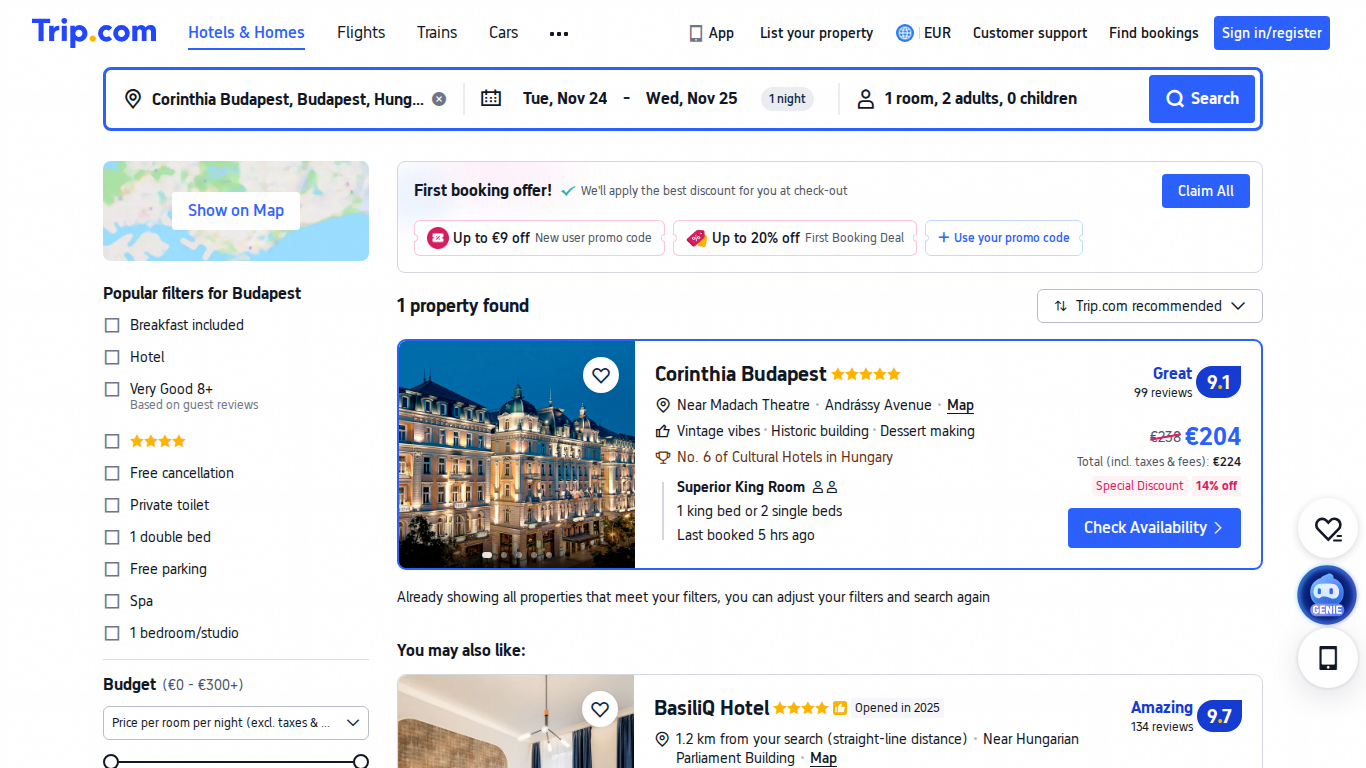 Trip.com
Hotels & Homes
Flights
Trains
Cars
App
List your property
EUR
Customer support
Find bookings
Sign in/register
Corinthia Budapest, Budapest, Hung...
Tue, Nov 24 - Wed, Nov 25
1 night
1 room, 2 adults, 0 children
Search
Show on Map
Popular filters for Budapest
Breakfast included
Hotel
Very Good 8+
Based on guest reviews
Free cancellation
Private toilet
1 double bed
Free parking
Spa
1 bedroom/studio
Budget (€0 - €300+)
Price per room per night (excl. taxes & ...
First booking offer! We'll apply the best discount for you at check-out
Claim All
Up to €9 off New user promo code
Up to 20% off First Booking Deal
+ Use your promo code
1 property found
Trip.com recommended
Corinthia Budapest
Great
99 reviews
9.1
Near Madach Theatre · Andrássy Avenue · Map
Vintage vibes · Historic building · Dessert making
No. 6 of Cultural Hotels in Hungary
€238 €204
Total (incl. taxes & fees): €224
Special Discount 14% off
Superior King Room
1 king bed or 2 single beds
Last booked 5 hrs ago
Check Availability
Already showing all properties that meet your filters, you can adjust your filters and search again
You may also like:
BasiliQ Hotel
Opened in 2025
Amazing
134 reviews
9.7
1.2 km from your search (straight-line distance) · Near Hungarian
Parliament Building · Map
GENIE